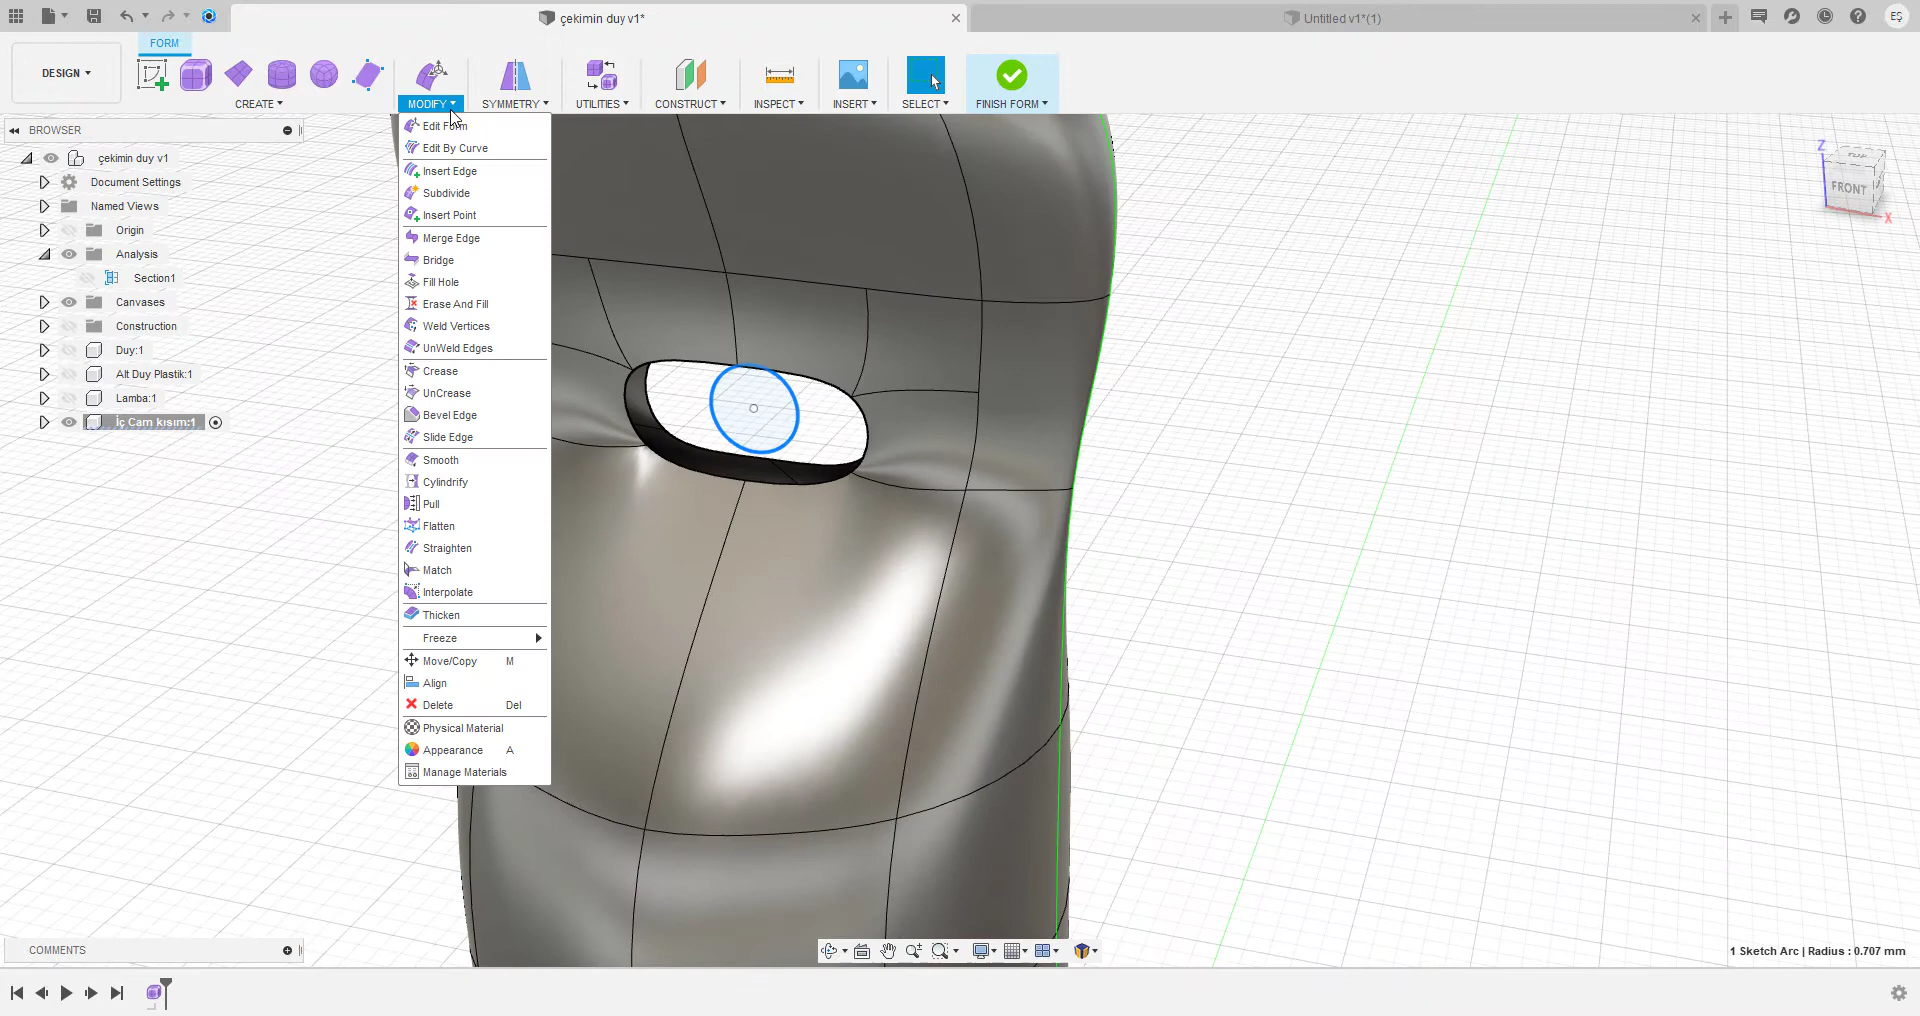 çekimin duy v1*
Untitled v1*(1)
EŞ
FORM
DESIGN
CREATE
MODIFY
SYMMETRY
UTILITIES
CONSTRUCT
INSPECT
INSERT
SELECT
FINISH FORM
BROWSER
çekimin duy v1
Document Settings
Named Views
Origin
Analysis
Section1
Canvases
Construction
Duy:1
Alt Duy Plastik:1
Lamba:1
İç Cam kısım:1
Edit Form
Edit By Curve
Insert Edge
Subdivide
Insert Point
Merge Edge
Bridge
Fill Hole
Erase And Fill
Weld Vertices
UnWeld Edges
Crease
UnCrease
Bevel Edge
Slide Edge
Smooth
Cylindrify
Pull
Flatten
Straighten
Match
Interpolate
Thicken
Freeze
Move/Copy M
Align
Delete Del
Physical Material
Appearance A
Manage Materials
Z
TOP
FRONT
X
COMMENTS
1 Sketch Arc | Radius : 0.707 mm